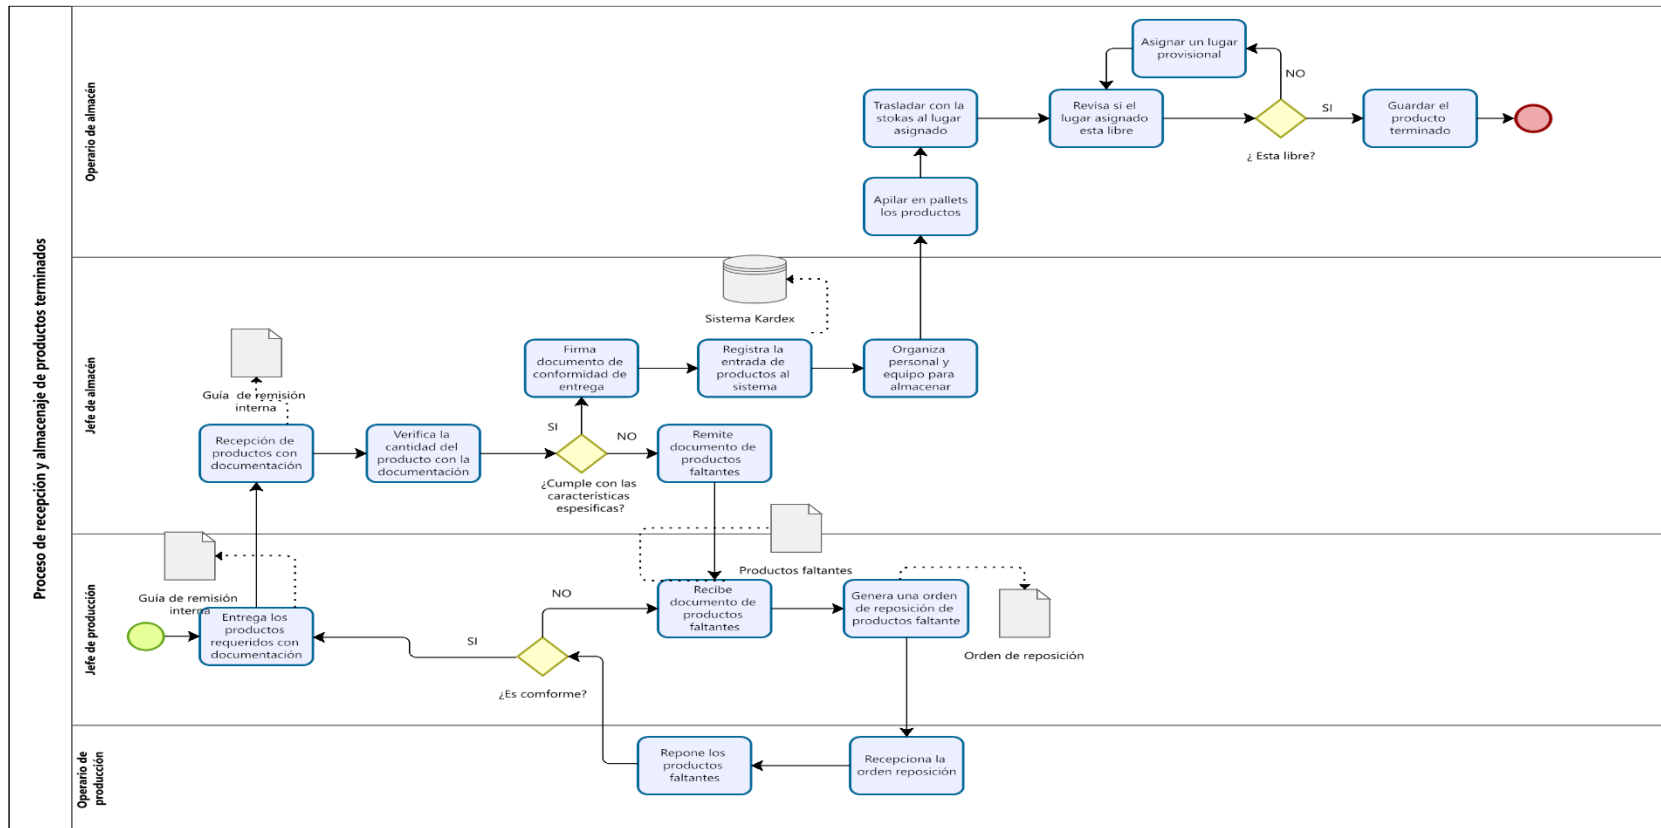 Proceso de recepción y almacenaje de productos terminados
Operario de almacén
Asignar un lugar
provisional
NO
Trasladar con la
stokas al lugar
asignado
Revisa si el
lugar asignado
esta libre
SI
Guardar el
producto
terminado
¿ Esta libre?
Apilar en pallets
los productos
Jefe de almacén
Sistema Kardex
Firma
documento de
conformidad de
entrega
Registra la
entrada de
productos al
sistema
Organiza
personal y
equipo para
almacenar
Guía de remisión
interna
Recepción de
productos con
documentación
Verifica la
cantidad del
producto con la
documentación
SI
NO
Remite
documento de
productos
faltantes
¿Cumple con las
características
espesíficas?
Jefe de producción
Productos faltantes
Guía de remisión
interna
Entrega los
productos
requeridos con
documentación
SI
NO
¿Es comforme?
Recibe
documento de
productos
faltantes
Genera una orden
de reposición de
productos faltante
Orden de reposición
Operario de
producción
Repone los
productos
faltantes
Recepciona la
orden reposición